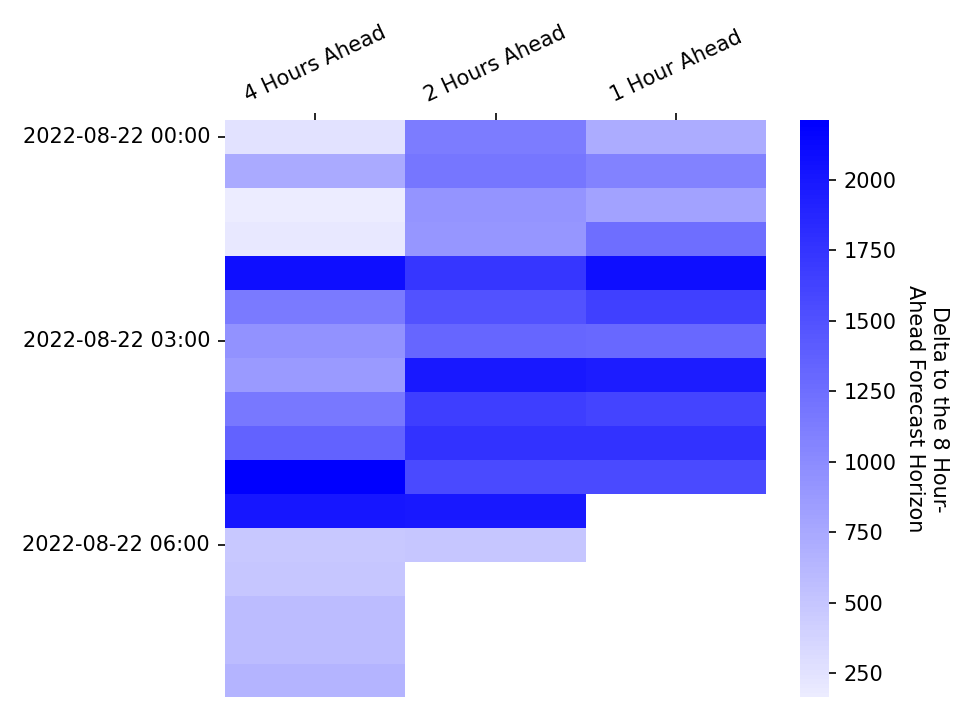 4 Hours Ahead
2 Hours Ahead
1 Hour Ahead
2022-08-22 00:00
2022-08-22 03:00
2022-08-22 06:00
2000
1750
1500
1250
1000
750
500
250
Delta to the 8 Hour-
Ahead Forecast Horizon